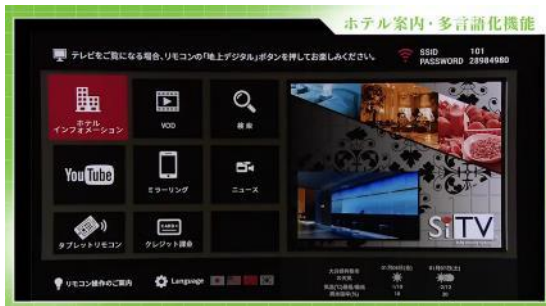 ホテル案内・多言語化機能
テレビをご覧になる場合、リモコンの「地上デジタル」ボタンを押してお楽しみください。
SSID 101
PASSWORD 28984980
ホテル
インフォメーション
VOD
検索
YouTube
ミラーリング
ニュース
タブレットリモコン
クレジット課金
SiTV
リモコン操作のご案内
Language